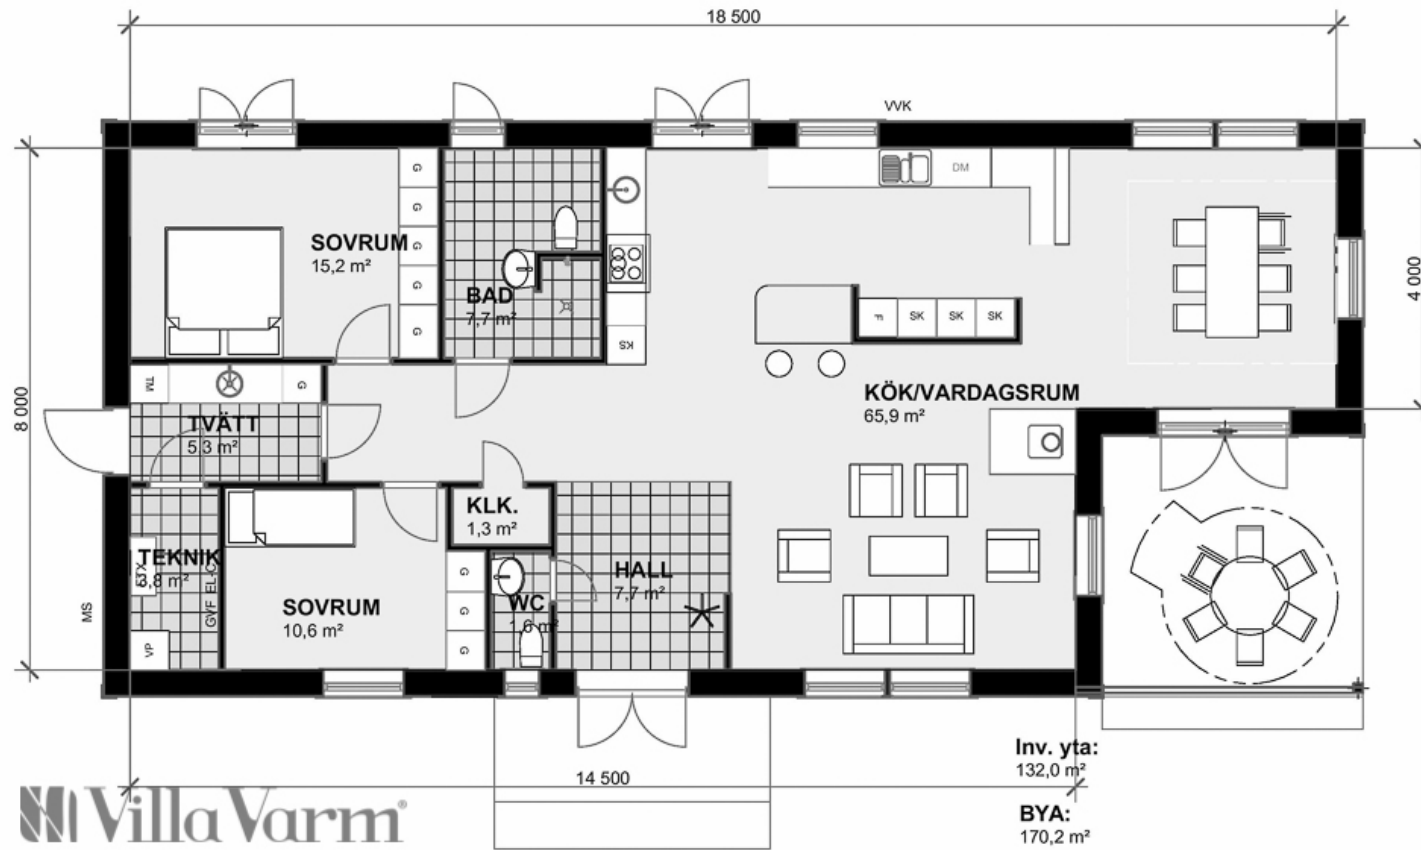 18 500
VVK
8 000
4 000
G
G
G
G
G
SOVRUM
15,2 m²
BAD
7,7 m²
DM
KS
F
SK
SK
SK
KÖK/VARDAGSRUM
65,9 m²
TM
G
TVÄTT
5,3 m²
KLK.
1,3 m²
TEKNIK
3,8 m²
FTX
GVF EL-C
VP
MS
SOVRUM
10,6 m²
G
G
G
WC
1,6 m²
HALL
7,7 m²
14 500
Inv. yta:
132,0 m²
BYA:
170,2 m²
Villa Varm®